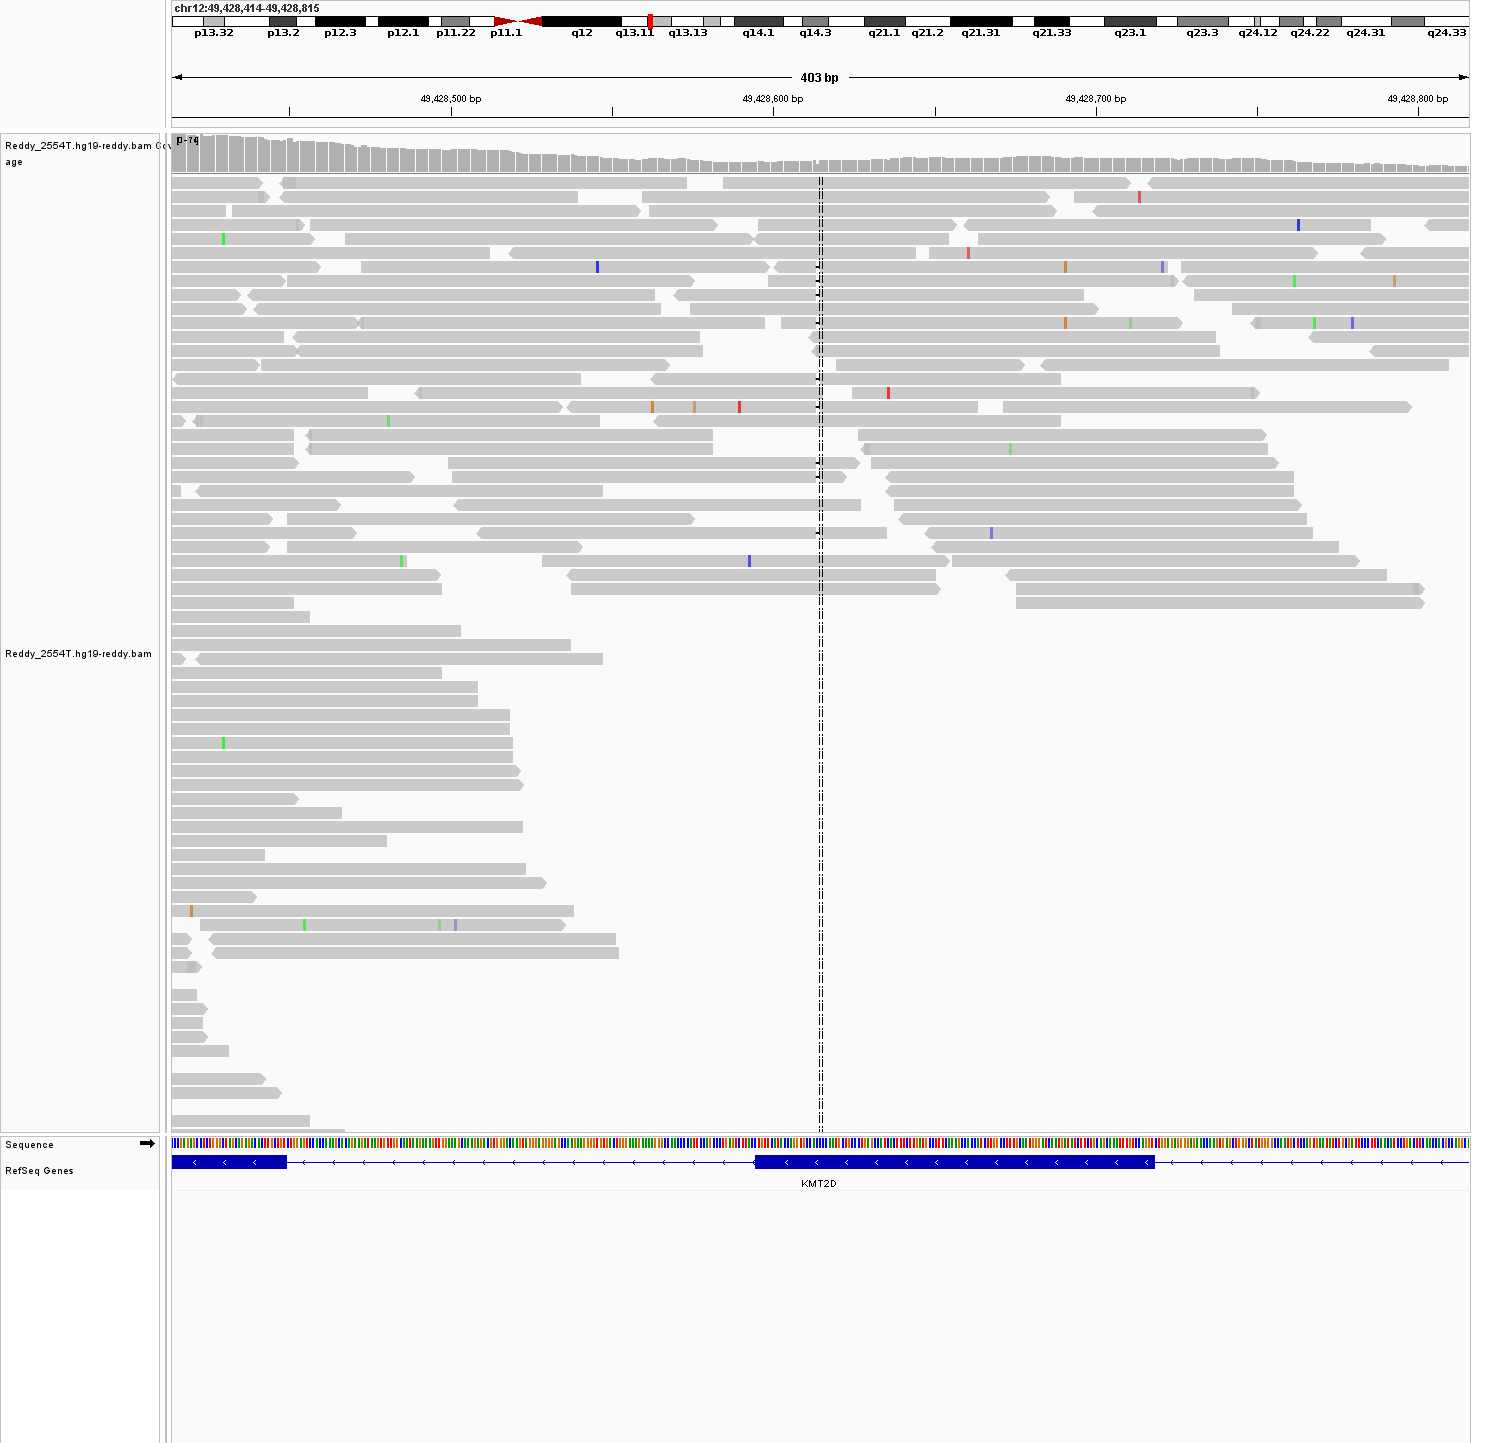 chr12:49,428,414-49,428,815
p13.32 p13.2 p12.3 p12.1 p11.22 p11.1 q12 q13.11 q13.13 q14.1 q14.3 q21.1 q21.2 q21.31 q21.33 q23.1 q23.3 q24.12 q24.22 q24.31 q24.33
403 bp
49,428,500 bp 49,428,600 bp 49,428,700 bp 49,428,800 bp
Reddy_2554T.hg19-reddy.bam Cov
age
Reddy_2554T.hg19-reddy.bam
Sequence
RefSeq Genes
KMT2D